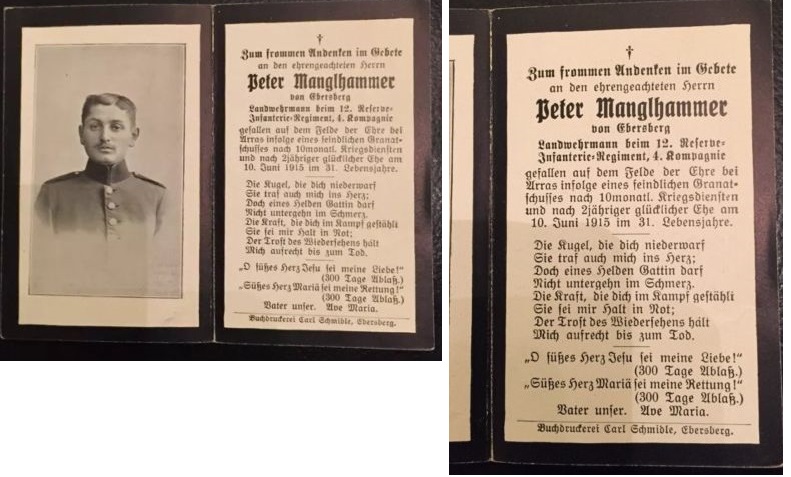 Zum frommen Andenken im Gebete
an den ehrengeachteten Herrn
Peter Manglhammer
von Ebersberg
Landwehrmann beim 12. Reserve-
Infanterie-Regiment, 4. Kompagnie
gefallen auf dem Felde der Ehre bei
Arras infolge eines feindlichen Granat-
schusses nach 10monatl. Kriegsdiensten
und nach 2jähriger glücklicher Ehe am
10. Juni 1915 im 31. Lebensjahre.
Die Kugel, die dich niederwarf
Sie traf auch mich ins Herz;
Doch eines Helden Gattin darf
Nicht untergehn im Schmerz.
Die Kraft, die dich im Kampf gestählt
Sie sei mir Halt in Not;
Der Trost des Wiedersehens hält
Mich aufrecht bis zum Tod.
„O süßes Herz Jesu sei meine Liebe!“
(300 Tage Ablaß.)
„Süßes Herz Mariä sei meine Rettung!“
(300 Tage Ablaß.)
Vater unser. Ave Maria.
Buchdruckerei Carl Schmidle, Ebersberg.
Zum frommen Andenken im Gebete
an den ehrengeachteten Herrn
Peter Manglhammer
von Ebersberg
Landwehrmann beim 12. Reserve-
Infanterie-Regiment, 4. Kompagnie
gefallen auf dem Felde der Ehre bei
Arras infolge eines feindlichen Granat-
schusses nach 10monatl. Kriegsdiensten
und nach 2jähriger glücklicher Ehe am
10. Juni 1915 im 31. Lebensjahre.
Die Kugel, die dich niederwarf
Sie traf auch mich ins Herz;
Doch eines Helden Gattin darf
Nicht untergehn im Schmerz.
Die Kraft, die dich im Kampf gestählt
Sie sei mir Halt in Not;
Der Trost des Wiedersehens hält
Mich aufrecht bis zum Tod.
„O süßes Herz Jesu sei meine Liebe!“
(300 Tage Ablaß.)
„Süßes Herz Mariä sei meine Rettung!“
(300 Tage Ablaß.)
Vater unser. Ave Maria.
Buchdruckerei Carl Schmidle, Ebersberg.